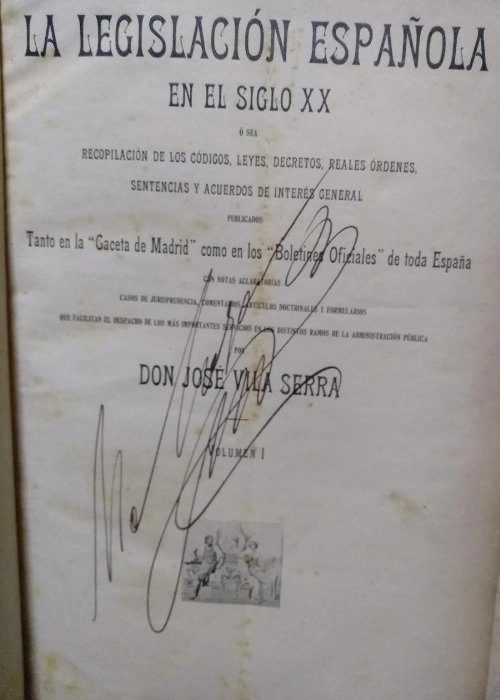 LA LEGISLACIÓN ESPAÑOLA
EN EL SIGLO XX
Ó SEA
RECOPILACIÓN DE LOS CÓDIGOS, LEYES, DECRETOS, REALES ÓRDENES,
SENTENCIAS Y ACUERDOS DE INTERÉS GENERAL
PUBLICADOS
Tanto en la "Gaceta de Madrid" como en los "Boletines Oficiales" de toda España
CON NOTAS ACLARATORIAS
CASOS DE JURISPRUDENCIA, COMENTARIOS, ARTÍCULOS DOCTRINALES Y FORMULARIOS
QUE FACILITAN EL DESPACHO DE LOS MÁS IMPORTANTES SERVICIOS EN LOS DISTINTOS RAMOS DE LA ADMINISTRACIÓN PÚBLICA
POR
DON JOSÉ VILA SERRA
VOLUMEN I